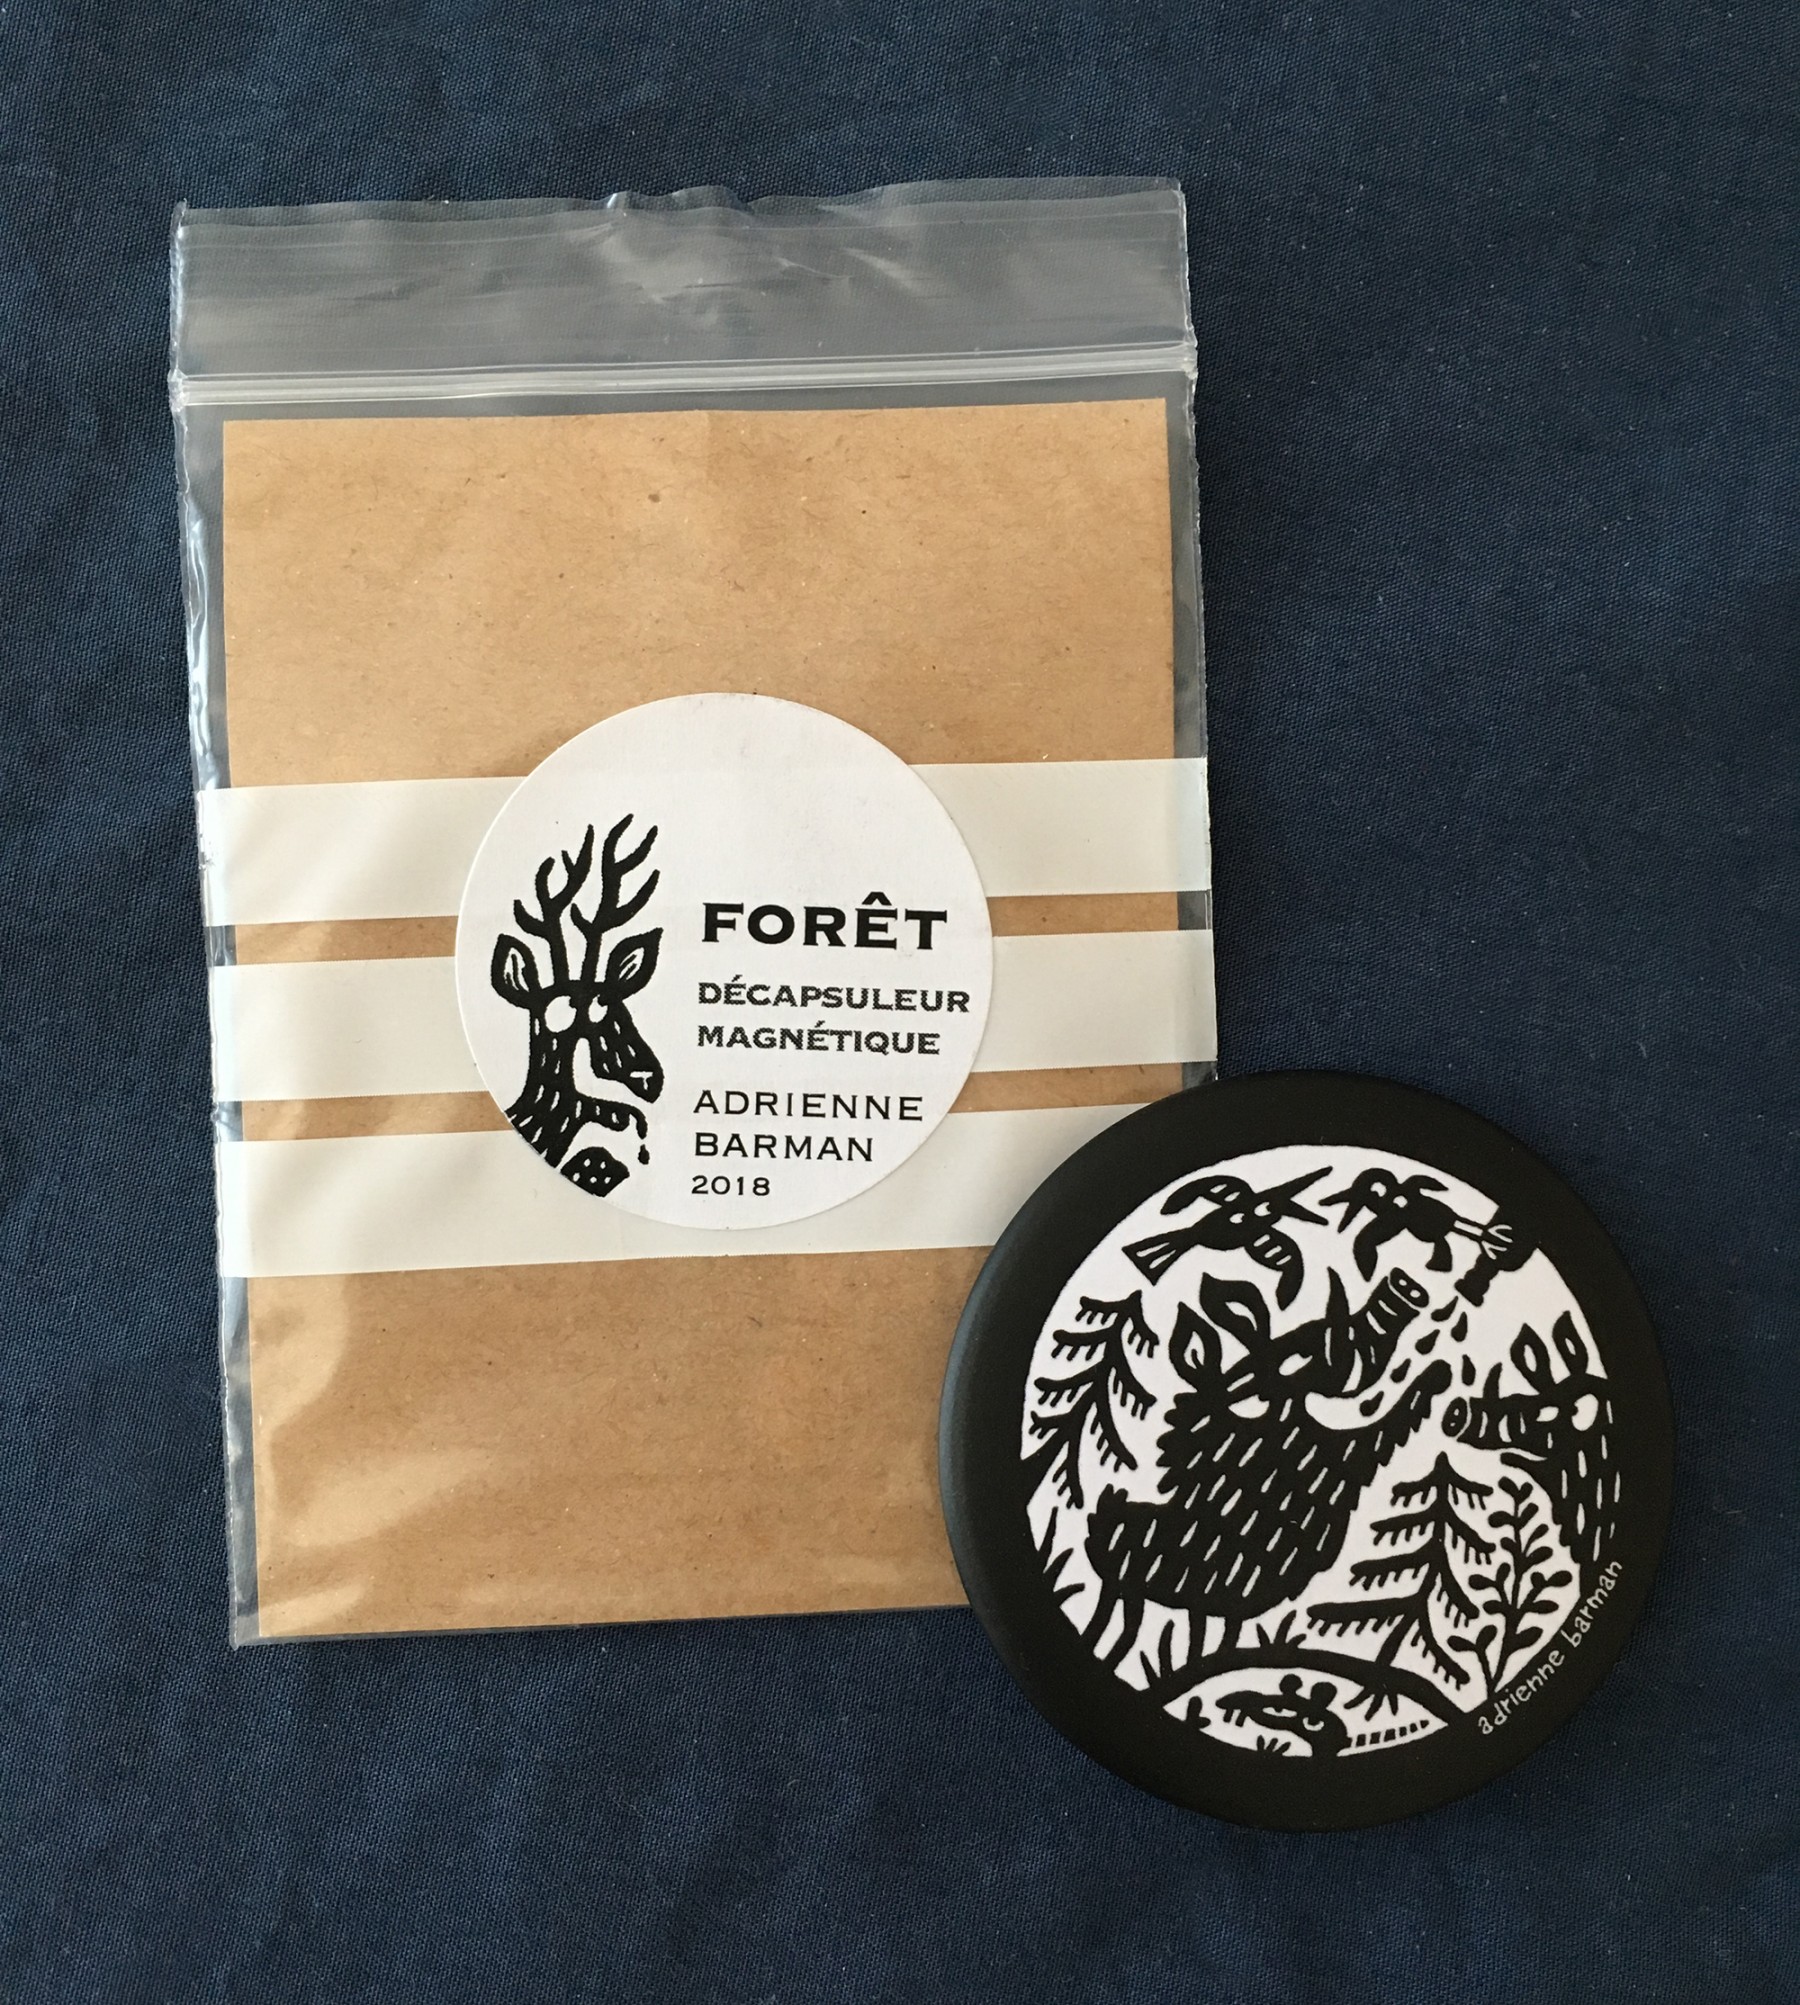 FORÊT
DÉCAPSULEUR
MAGNÉTIQUE
ADRIENNE
BARMAN
2018
adrienne barman